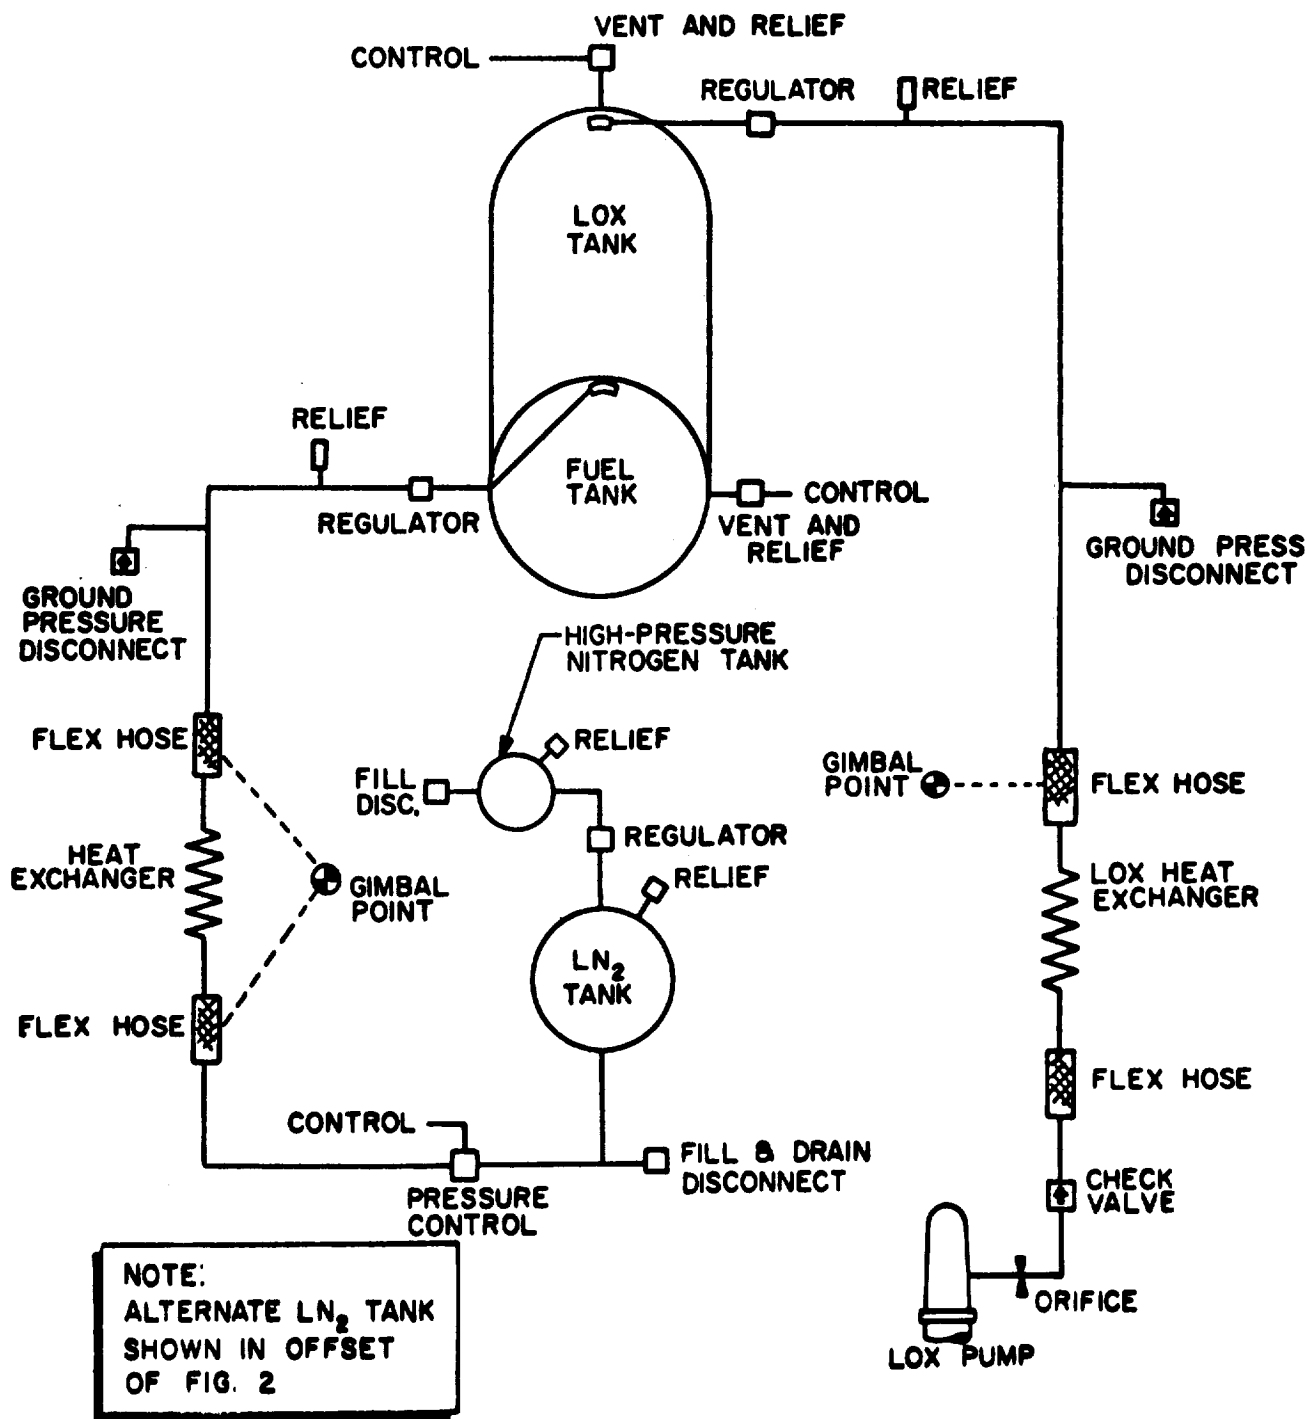 VENT AND RELIEF
CONTROL
REGULATOR
RELIEF
LOX
TANK
RELIEF
FUEL
TANK
REGULATOR
CONTROL
VENT AND
RELIEF
GROUND PRESS
DISCONNECT
GROUND
PRESSURE
DISCONNECT
HIGH-PRESSURE
NITROGEN TANK
FLEX HOSE
RELIEF
FILL
DISC.
GIMBAL
POINT
FLEX HOSE
REGULATOR
HEAT
EXCHANGER
GIMBAL
POINT
RELIEF
LOX HEAT
EXCHANGER
LN2
TANK
FLEX HOSE
FLEX HOSE
CONTROL
FILL & DRAIN
DISCONNECT
PRESSURE
CONTROL
CHECK
VALVE
ORIFICE
LOX PUMP
NOTE:
ALTERNATE LN2 TANK
SHOWN IN OFFSET
OF FIG. 2